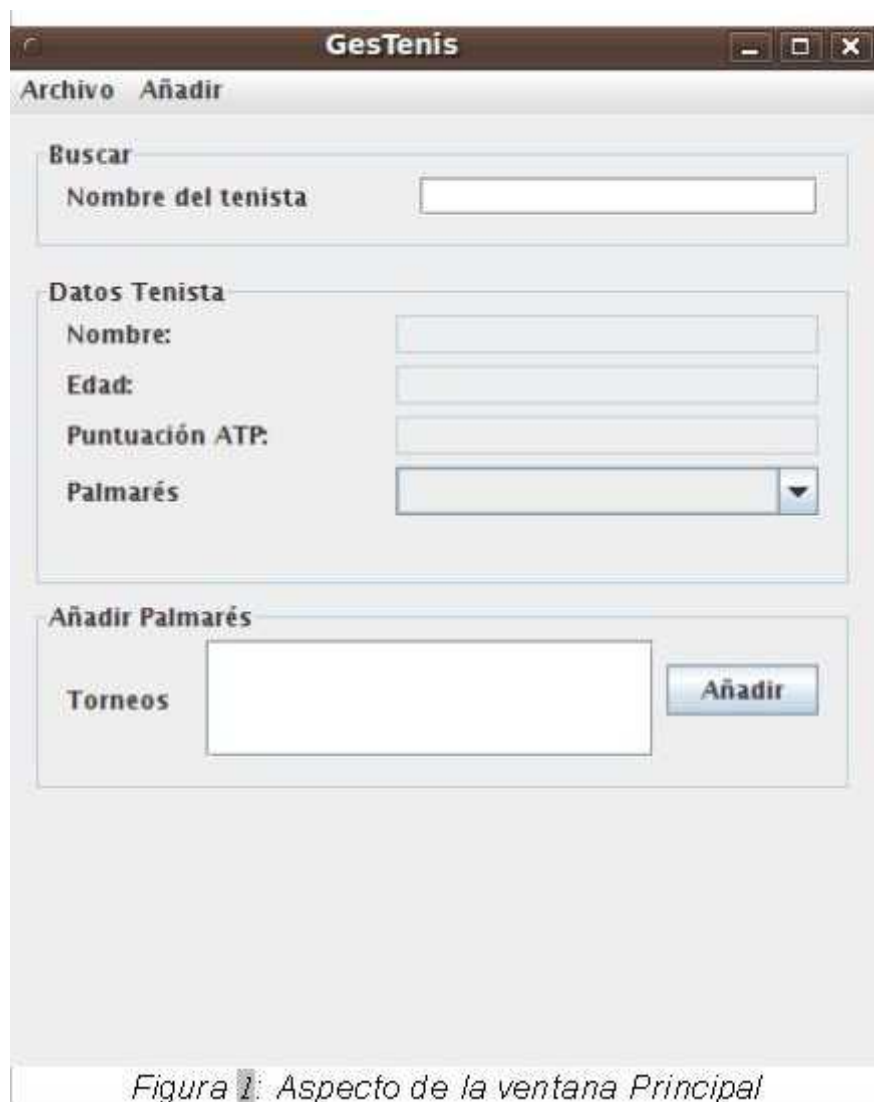 GesTenis
Archivo Añadir
Buscar
Nombre del tenista
Datos Tenista
Nombre:
Edad:
Puntuación ATP:
Palmarés
Añadir Palmarés
Torneos
Añadir
Figura 1: Aspecto de la ventana Principal